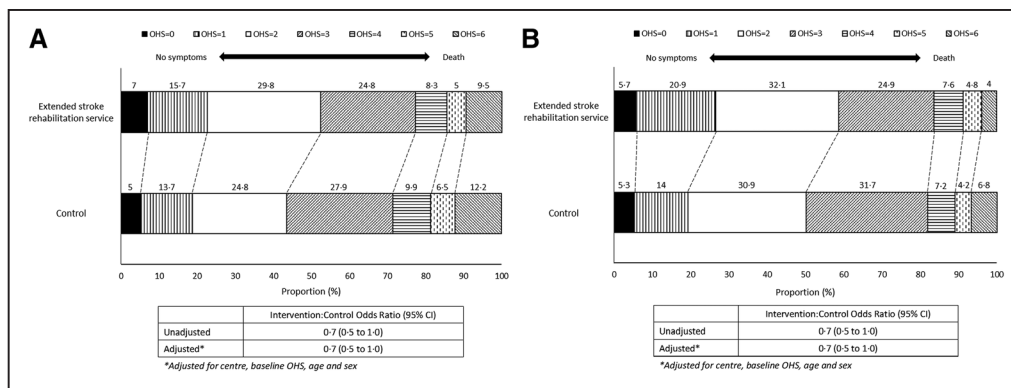 A
OHS=0 OHS=1 OHS=2 OHS=3 OHS=4 OHS=5 OHS=6
No symptoms Death
7 15·7 29·8 24·8 8·3 5 9·5
Extended stroke
rehabilitation service
5 13·7 24·8 27·9 9·9 6·5 12·2
Control
0 10 20 30 40 50 60 70 80 90 100
Proportion (%)
Intervention:Control Odds Ratio (95% CI)
Unadjusted 0·7 (0·5 to 1·0)
Adjusted* 0·7 (0·5 to 1·0)
*Adjusted for centre, baseline OHS, age and sex
B
OHS=0 OHS=1 OHS=2 OHS=3 OHS=4 OHS=5 OHS=6
No symptoms Death
5·7 20·9 32·1 24·9 7·6 4·8 4
Extended stroke
rehabilitation service
5·3 14 30·9 31·7 7·2 4·2 6·8
Control
0 10 20 30 40 50 60 70 80 90 100
Proportion (%)
Intervention:Control Odds Ratio (95% CI)
Unadjusted 0·7 (0·5 to 1·0)
Adjusted* 0·7 (0·5 to 1·0)
*Adjusted for centre, baseline OHS, age and sex